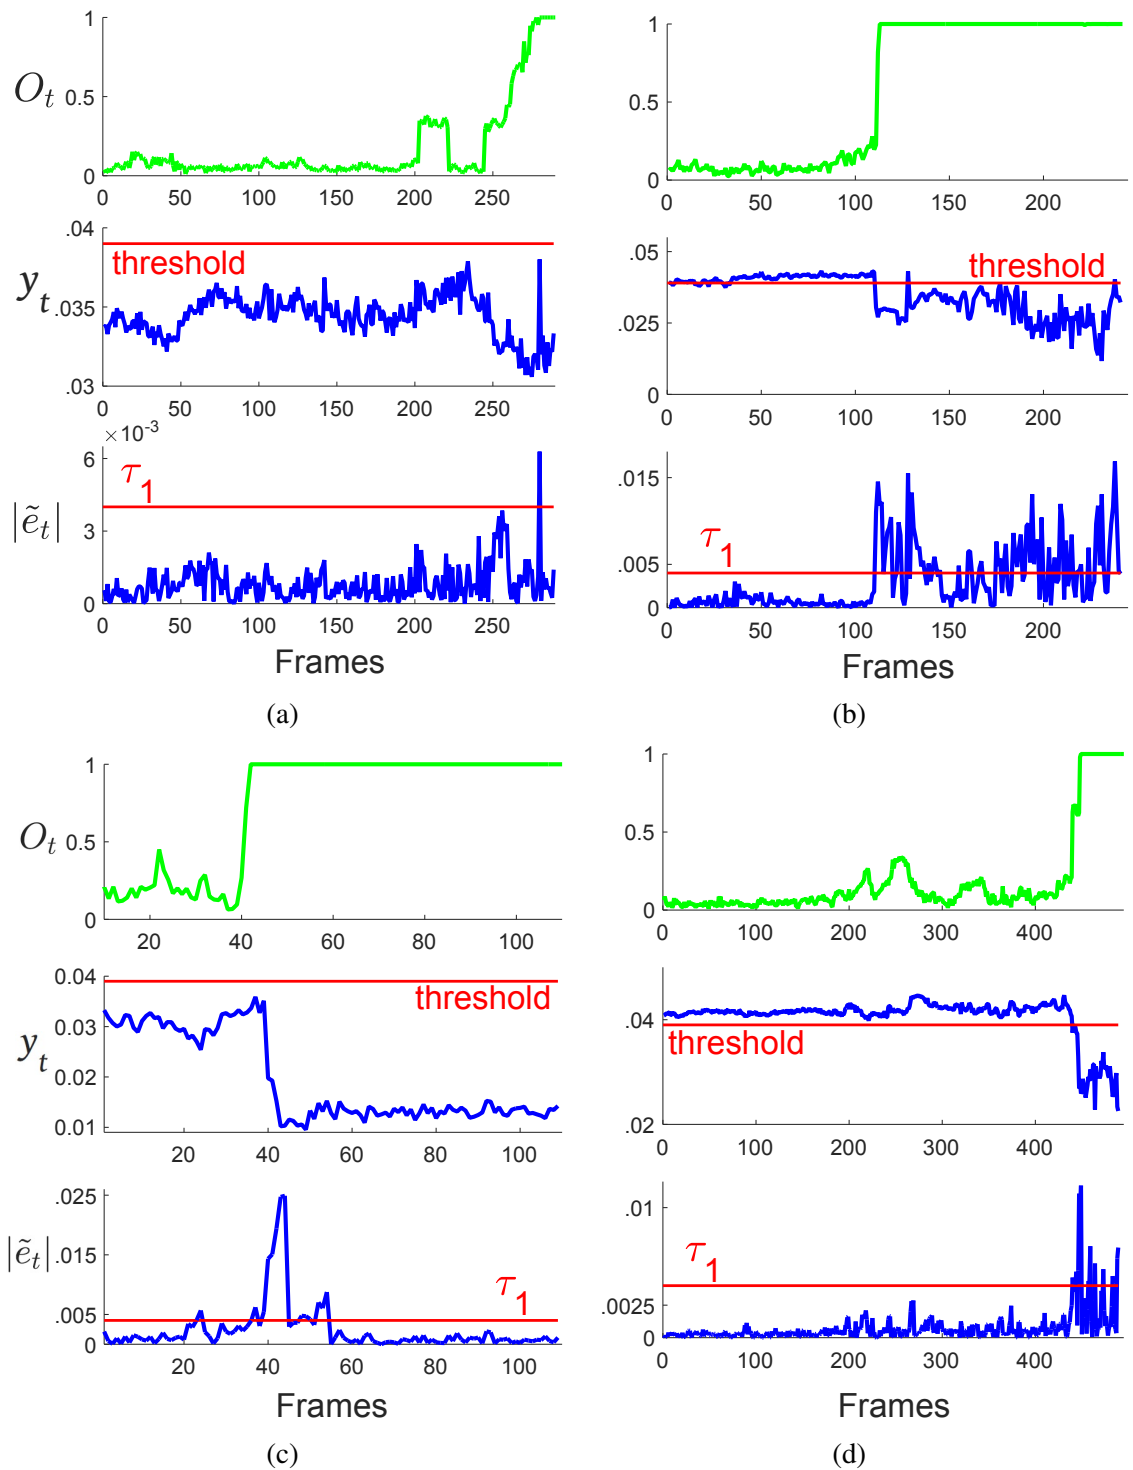 1
O_t 0.5
0
0 50 100 150 200 250
.04
threshold
y_t .035
.03
0 50 100 150 200 250
×10^-3
6
τ_1
|ẽ_t| 3
0
0 50 100 150 200 250
Frames
(a)
1
0.5
0
0 50 100 150 200
.05
threshold
.025
0
0 50 100 150 200
.015
τ_1
.005
0
0 50 100 150 200
Frames
(b)
1
O_t 0.5
0
20 40 60 80 100
0.04
threshold
0.03
y_t
0.02
0.01
20 40 60 80 100
.025
|ẽ_t| .015
τ_1
.005
0
20 40 60 80 100
Frames
(c)
1
0.5
0
0 100 200 300 400
.04
threshold
.02
0 100 200 300 400
.01
τ_1
.0025
0
0 100 200 300 400
Frames
(d)